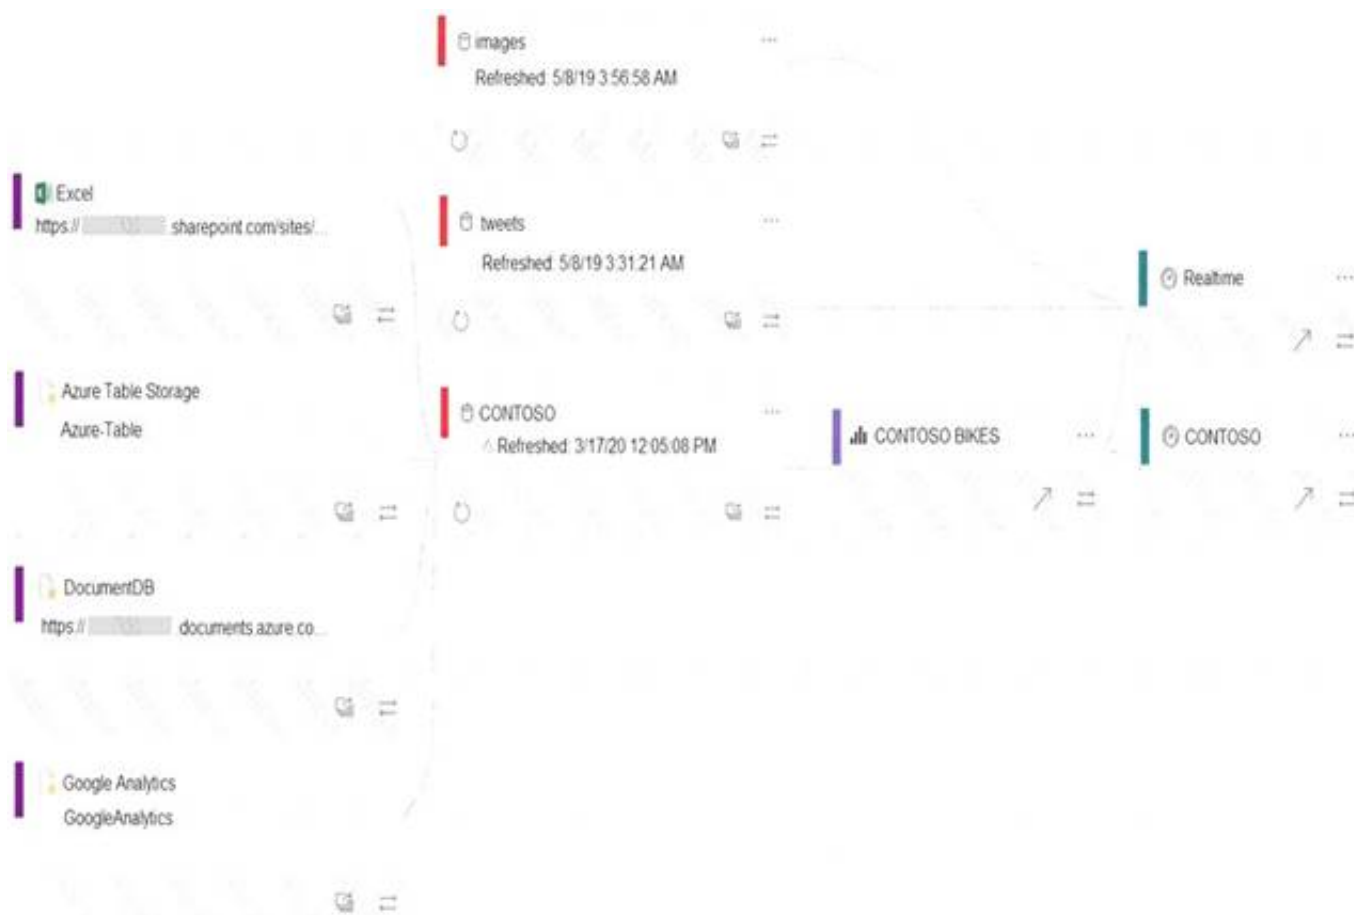 images
Refreshed: 5/8/19 3:56:58 AM
Excel
https://
sharepoint.com/sites/...
tweets
Refreshed: 5/8/19 3:31:21 AM
Realtime
Azure Table Storage
Azure-Table
CONTOSO
Refreshed: 3/17/20 12:05:08 PM
CONTOSO BIKES
CONTOSO
DocumentDB
https://
documents.azure.co...
Google Analytics
GoogleAnalytics